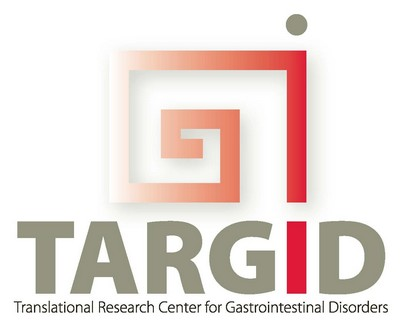 TARGiD
Translational Research Center for Gastrointestinal Disorders